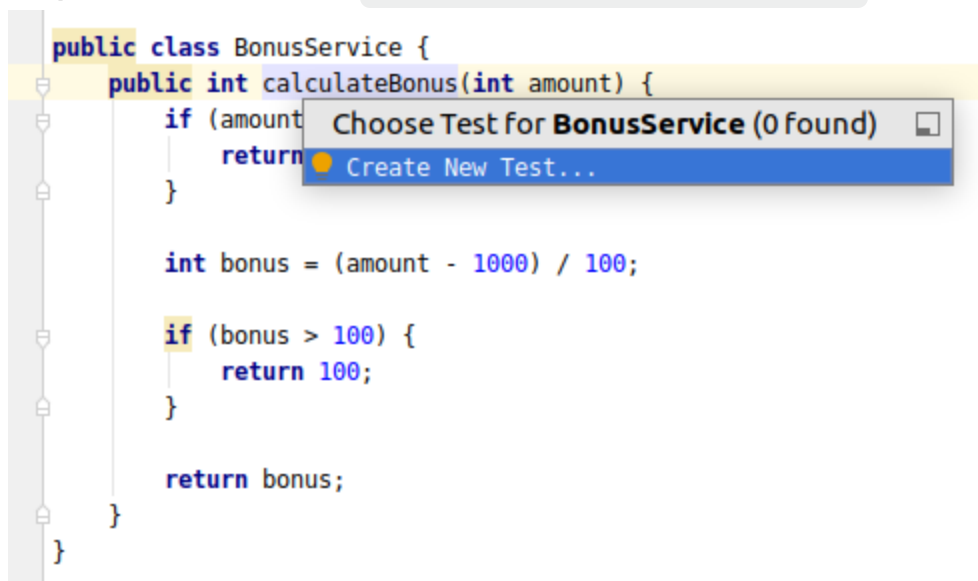 public class BonusService {
public int calculateBonus(int amount) {
if (amount
Choose Test for BonusService (0 found)
return
Create New Test...
}
int bonus = (amount - 1000) / 100;
if (bonus > 100) {
return 100;
}
return bonus;
}
}